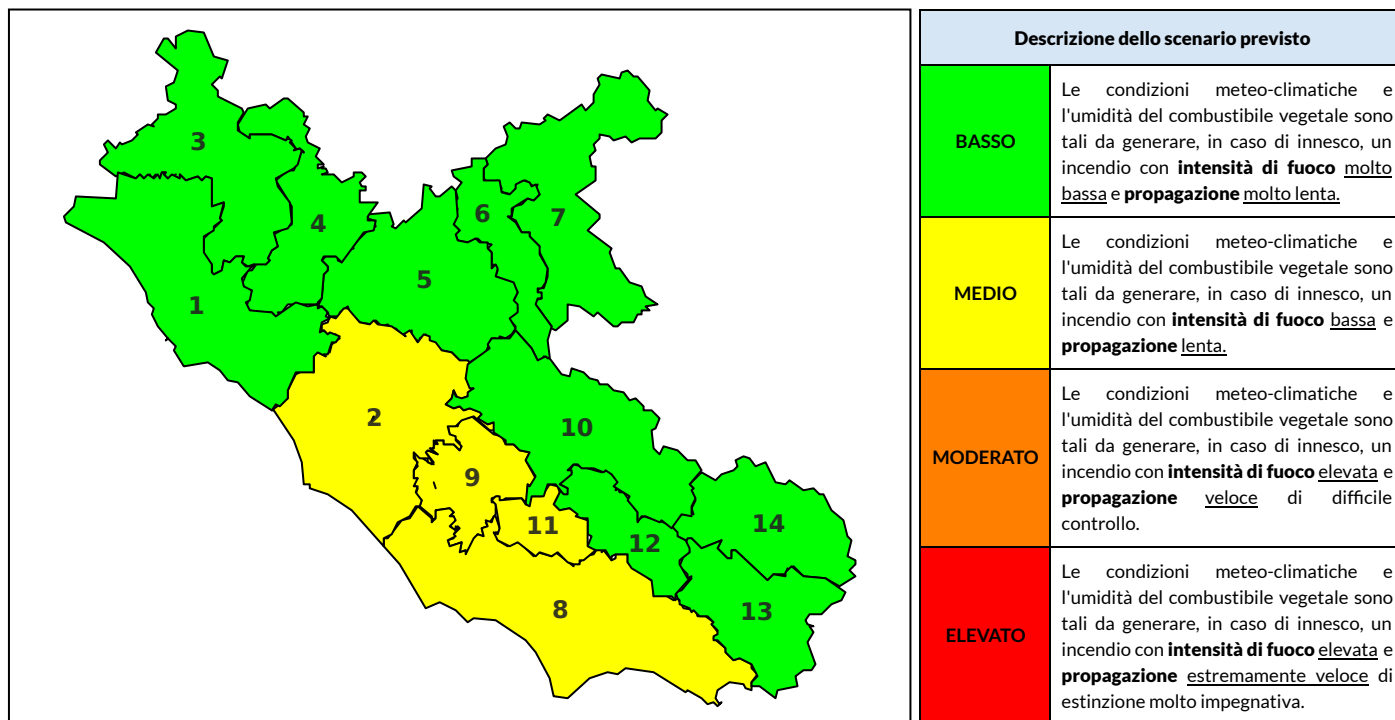 3
4
6
7
5
1
2
10
9
11
14
12
8
13
Descrizione dello scenario previsto
BASSO
Le condizioni meteo-climatiche e
l'umidità del combustibile vegetale sono
tali da generare, in caso di innesco, un
incendio con intensità di fuoco molto
bassa e propagazione molto lenta.
MEDIO
Le condizioni meteo-climatiche e
l'umidità del combustibile vegetale sono
tali da generare, in caso di innesco, un
incendio con intensità di fuoco bassa e
propagazione lenta.
MODERATO
Le condizioni meteo-climatiche e
l'umidità del combustibile vegetale sono
tali da generare, in caso di innesco, un
incendio con intensità di fuoco elevata e
propagazione veloce di difficile
controllo.
ELEVATO
Le condizioni meteo-climatiche e
l'umidità del combustibile vegetale sono
tali da generare, in caso di innesco, un
incendio con intensità di fuoco elevata e
propagazione estremamente veloce di
estinzione molto impegnativa.